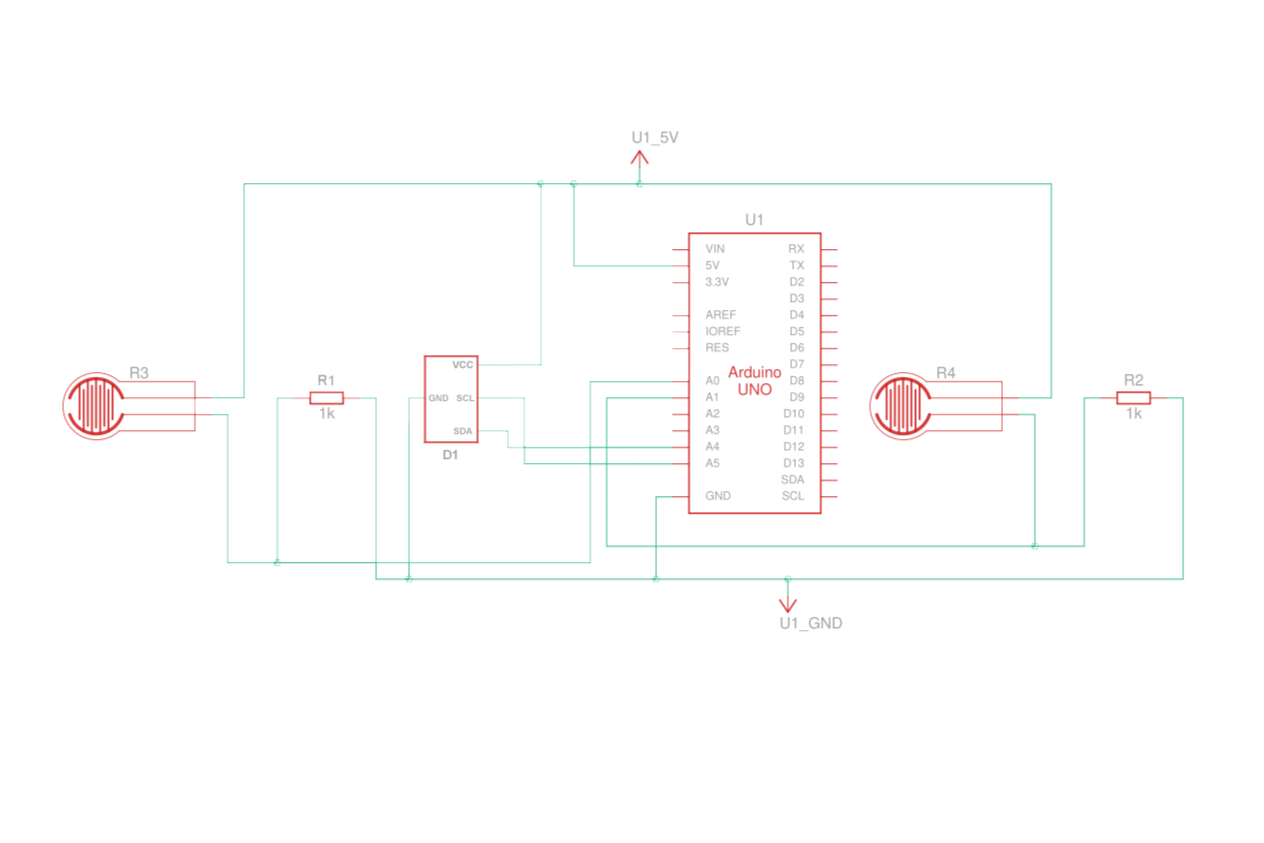 U1_5V
U1
VIN RX
5V TX
3.3V D2
D3
AREF D4
IOREF D5
RES D6
D7
Arduino
UNO
A0 D8
A1 D9
A2 D10
A3 D11
A4 D12
A5 D13
SDA
GND SCL
R3
R1
1k
VCC
GND SCL
SDA
D1
R4
R2
1k
U1_GND